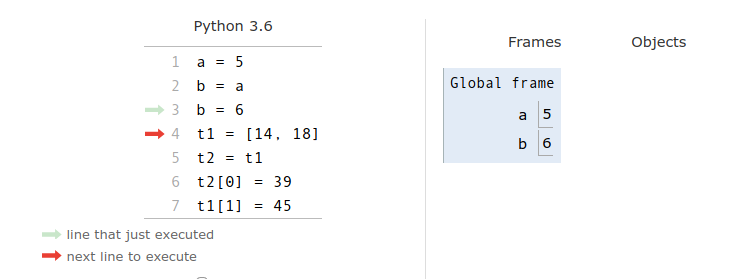 Python 3.6
1 a = 5
2 b = a
3 b = 6
4 t1 = [14, 18]
5 t2 = t1
6 t2[0] = 39
7 t1[1] = 45
line that just executed
next line to execute
Frames Objects
Global frame
a 5
b 6